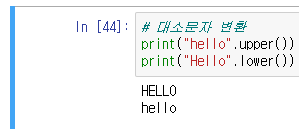 In [44]: # 대소문자 변환
print("hello".upper())
print("Hello".lower())
HELLO
hello